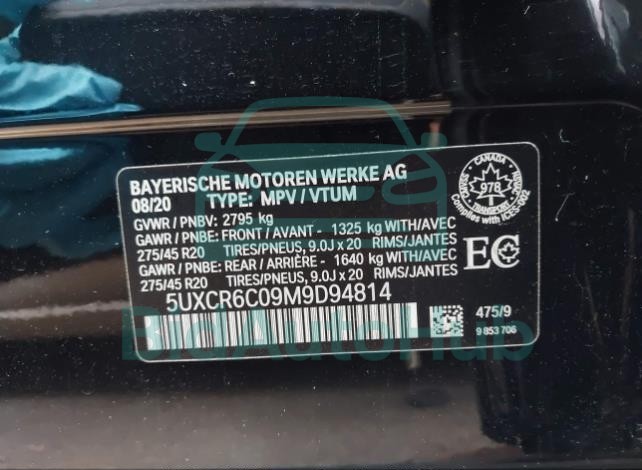 BAYERISCHE MOTOREN WERKE AG
08/20 TYPE: MPV / VTUM
GVWR / PNBV: 2795 kg
GAWR / PNBE: FRONT / AVANT - 1325 kg WITH/AVEC
275/45 R20 TIRES/PNEUS, 9.0J x 20 RIMS/JANTES
GAWR / PNBE: REAR / ARRIÈRE - 1640 kg WITH/AVEC
275/45 R20 TIRES/PNEUS, 9.0J x 20 RIMS/JANTES
5UXCR6C09M9D94814
CANADA
978
TRANSPORT
Complies with ICES-002
EC
475/9
9 853 706
BidAutoHub